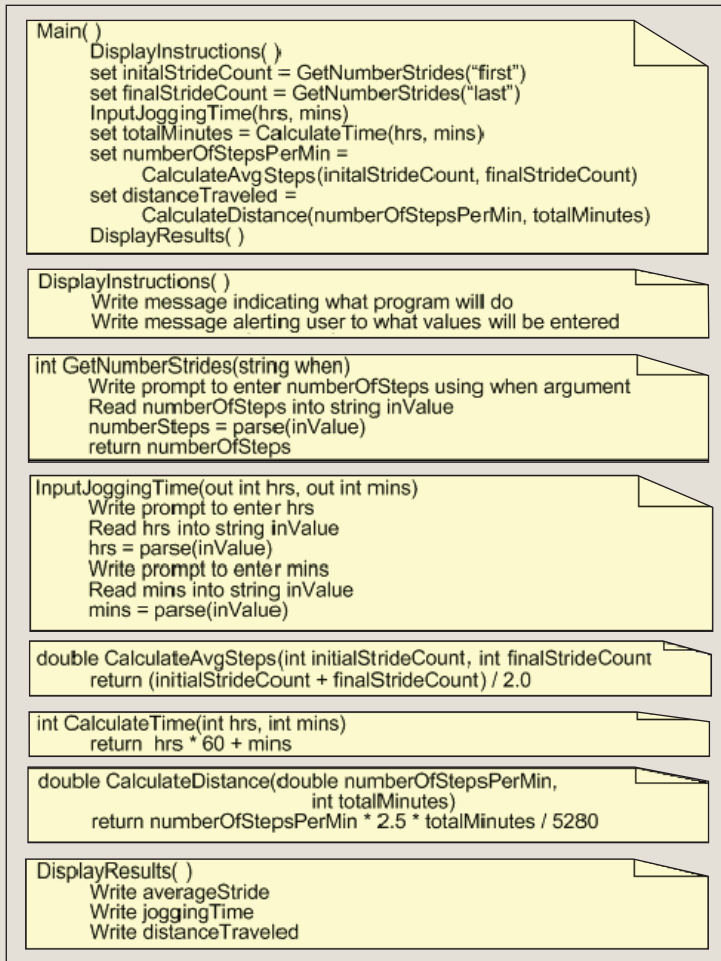 Main( )
DisplayInstructions( )
set initalStrideCount = GetNumberStrides(“first”)
set finalStrideCount = GetNumberStrides(“last”)
InputJoggingTime(hrs, mins)
set totalMinutes = CalculateTime(hrs, mins)
set numberOfStepsPerMin =
CalculateAvgSteps(initalStrideCount, finalStrideCount)
set distanceTraveled =
CalculateDistance(numberOfStepsPerMin, totalMinutes)
DisplayResults( )
DisplayInstructions( )
Write message indicating what program will do
Write message alerting user to what values will be entered
int GetNumberStrides(string when)
Write prompt to enter numberOfSteps using when argument
Read numberOfSteps into string inValue
numberSteps = parse(inValue)
return numberOfSteps
InputJoggingTime(out int hrs, out int mins)
Write prompt to enter hrs
Read hrs into string inValue
hrs = parse(inValue)
Write prompt to enter mins
Read mins into string inValue
mins = parse(inValue)
double CalculateAvgSteps(int initialStrideCount, int finalStrideCount
return (initialStrideCount + finalStrideCount) / 2.0
int CalculateTime(int hrs, int mins)
return hrs * 60 + mins
double CalculateDistance(double numberOfStepsPerMin,
int totalMinutes)
return numberOfStepsPerMin * 2.5 * totalMinutes / 5280
DisplayResults( )
Write averageStride
Write joggingTime
Write distanceTraveled